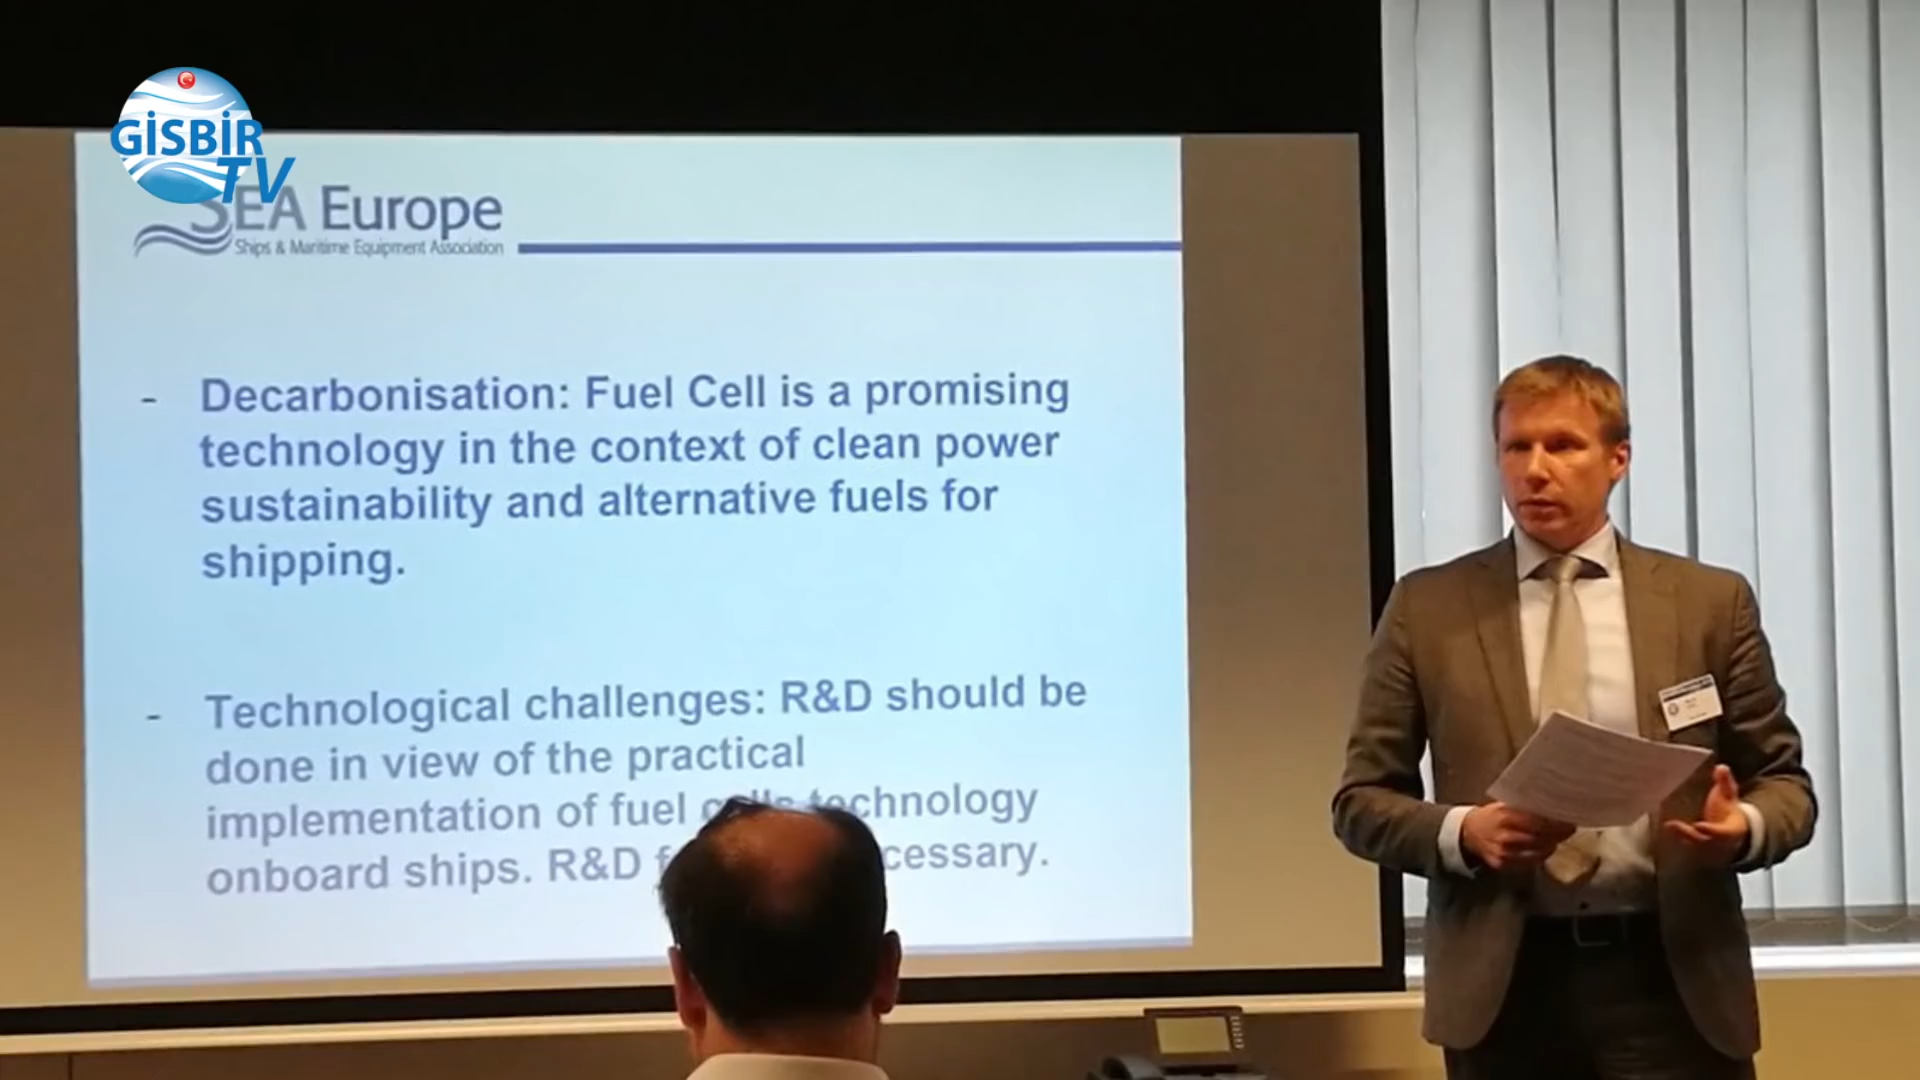 GİSBİR
TV
SEA Europe
Ships & Maritime Equipment Association
- Decarbonisation: Fuel Cell is a promising
technology in the context of clean power
sustainability and alternative fuels for
shipping.
- Technological challenges: R&D should be
done in view of the practical
implementation of fuel cells technology
onboard ships. R&D